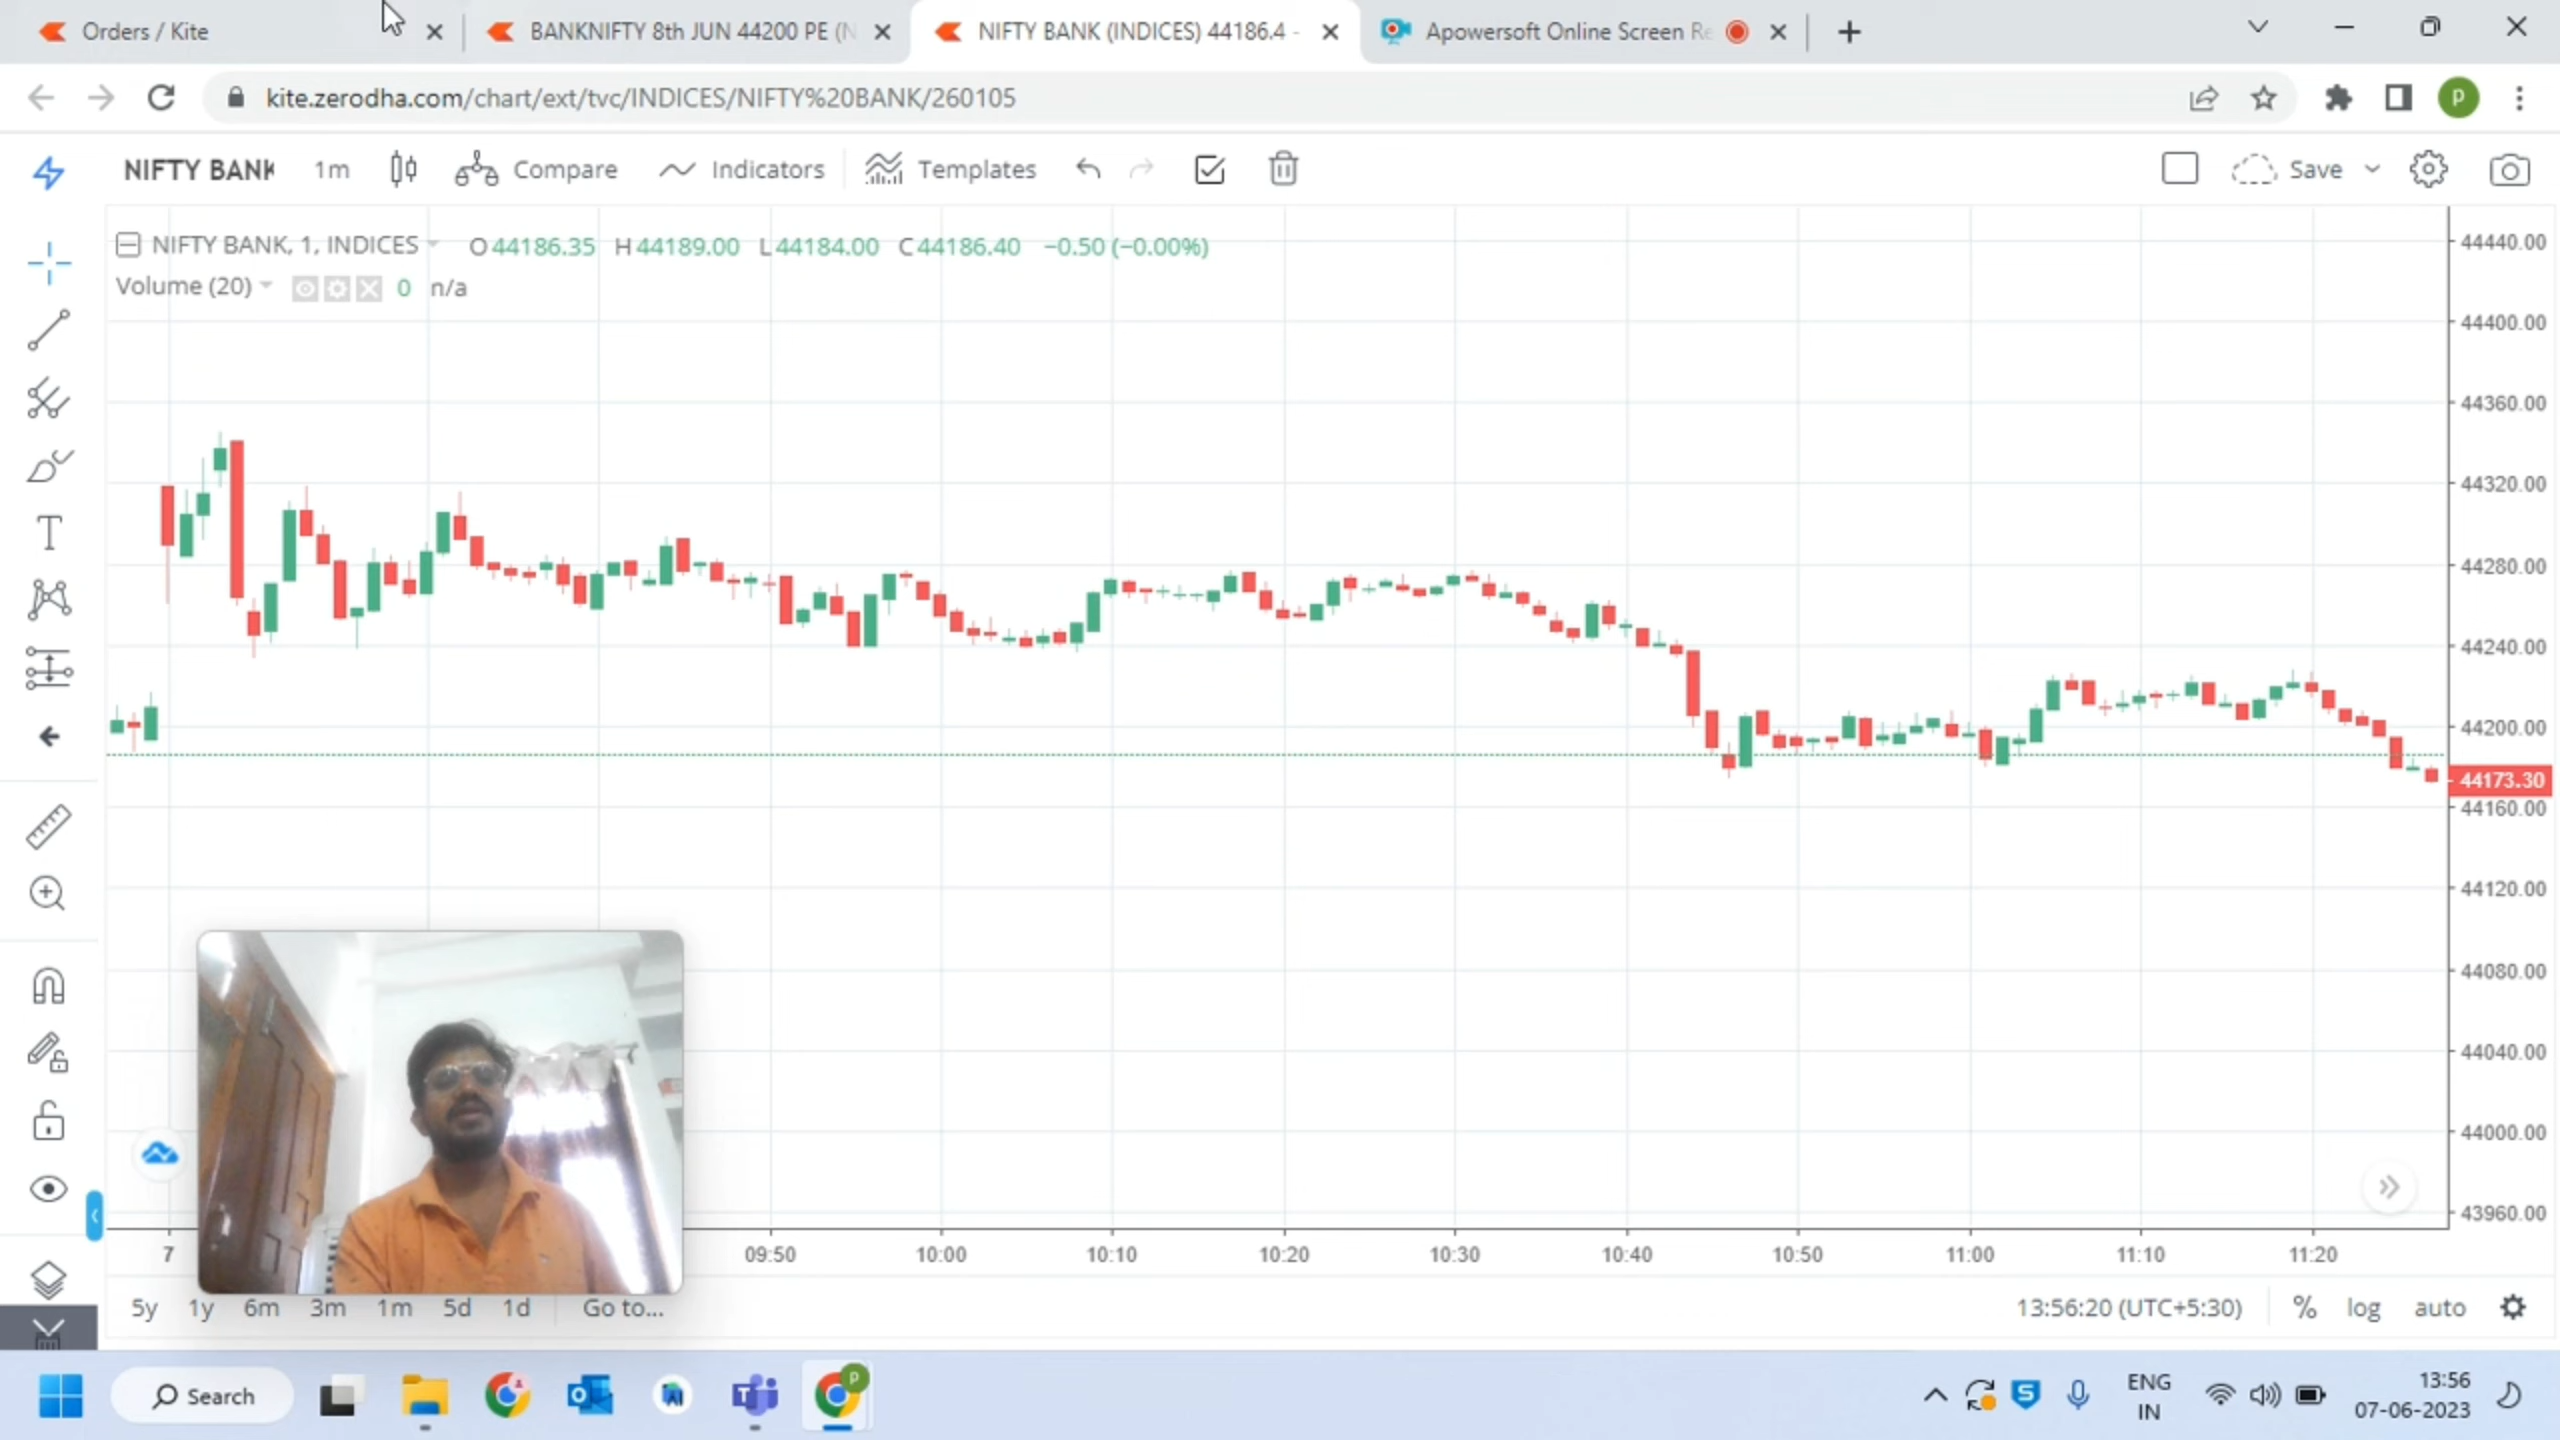 Orders / Kite
BANKNIFTY 8th JUN 44200 PE (N
NIFTY BANK (INDICES) 44186.4 -
Apowersoft Online Screen Re
kite.zerodha.com/chart/ext/tvc/INDICES/NIFTY%20BANK/260105
P
NIFTY BANK
1m
Compare
Indicators
Templates
Save
NIFTY BANK, 1, INDICES O44186.35 H44189.00 L44184.00 C44186.40 −0.50 (−0.00%)
Volume (20) 0 n/a
44440.00
44400.00
44360.00
44320.00
44280.00
44240.00
44200.00
44173.30
44160.00
44120.00
44080.00
44040.00
44000.00
43960.00
7 09:50 10:00 10:10 10:20 10:30 10:40 10:50 11:00 11:10 11:20
5y 1y 6m 3m 1m 5d 1d Go to...
13:56:20 (UTC+5:30) % log auto
Search
P
ENG
IN
13:56
07-06-2023